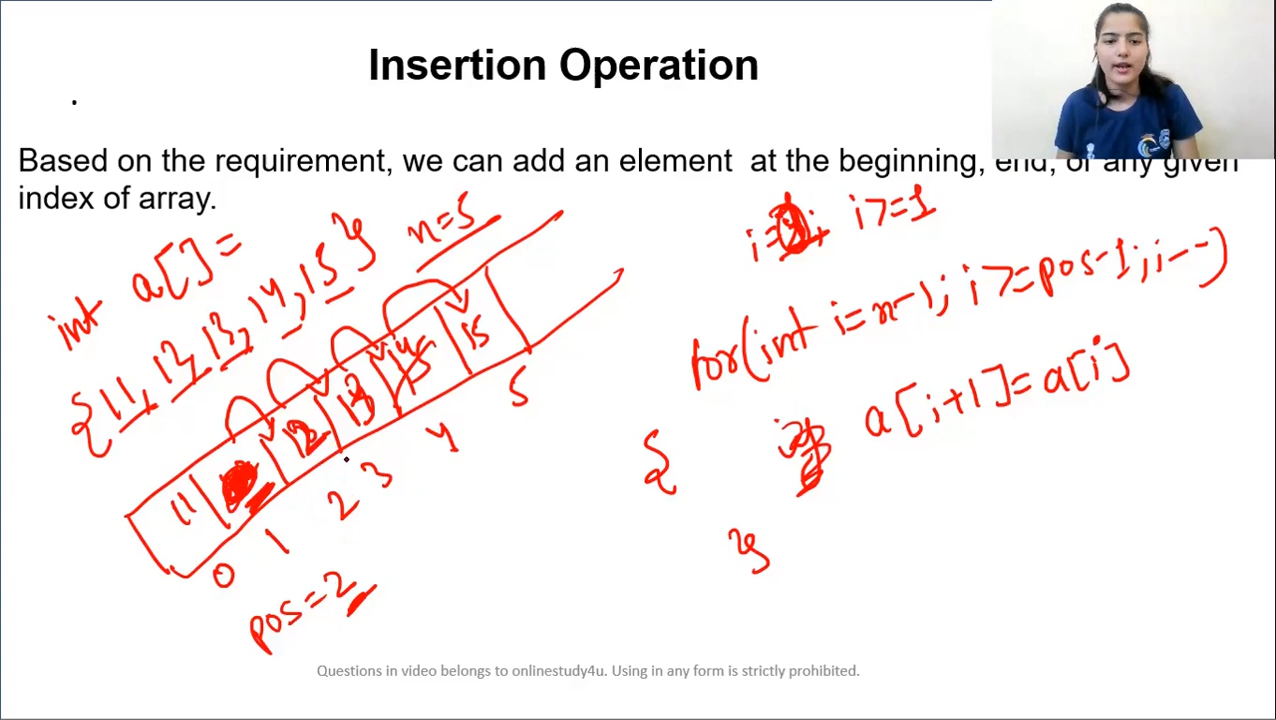 Insertion Operation
Based on the requirement, we can add an element at the beginning, end, or any given
index of array.
int a[]=
{11, 12, 13, 14, 15}
n=5
11 12 13 15
0 1 2 3 4 5
pos=2
i= i>=1
for(int i=n-1; i>=pos-1; i--)
{ a[i+1]=a[i]
}
Questions in video belongs to onlinestudy4u. Using in any form is strictly prohibited.